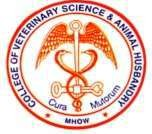 COLLEGE OF VETERINARY SCIENCE & ANIMAL HUSBANDRY
Cura Mutorum
MHOW